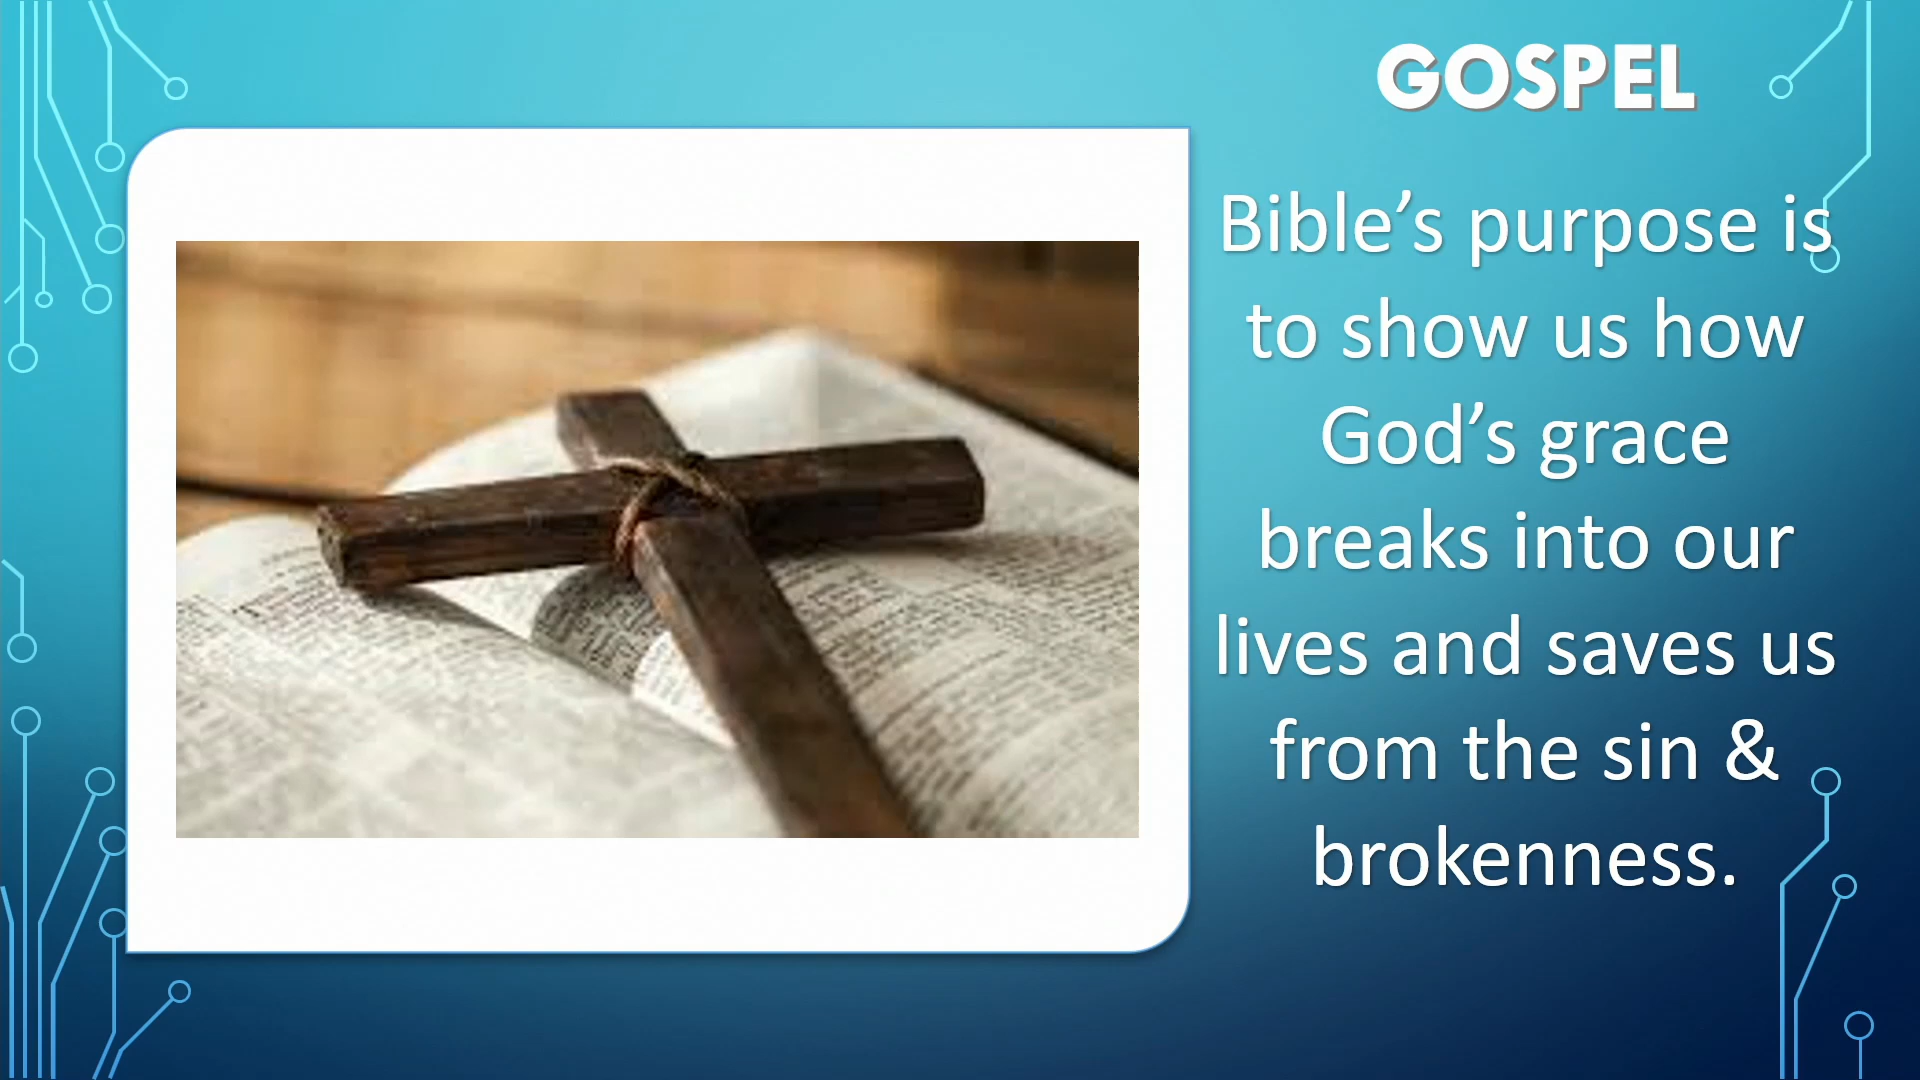 GOSPEL
Bible’s purpose is
to show us how
God’s grace
breaks into our
lives and saves us
from the sin &
brokenness.